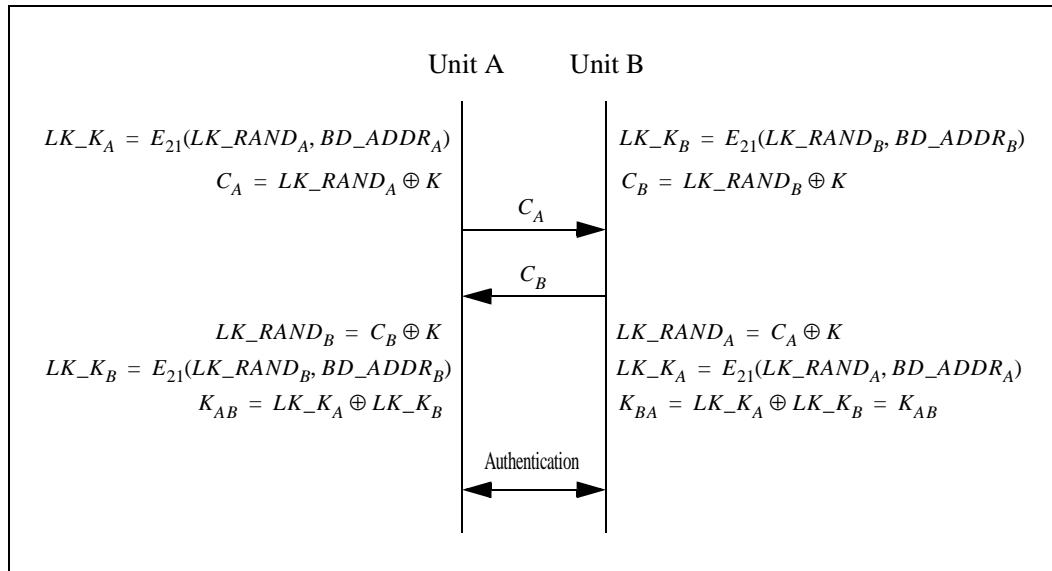 Unit A Unit B
LK_K_A = E_21(LK_RAND_A, BD_ADDR_A) LK_K_B = E_21(LK_RAND_B, BD_ADDR_B)
C_A = LK_RAND_A ⊕ K C_B = LK_RAND_B ⊕ K
C_A
C_B
LK_RAND_B = C_B ⊕ K LK_RAND_A = C_A ⊕ K
LK_K_B = E_21(LK_RAND_B, BD_ADDR_B) LK_K_A = E_21(LK_RAND_A, BD_ADDR_A)
K_AB = LK_K_A ⊕ LK_K_B K_BA = LK_K_A ⊕ LK_K_B = K_AB
Authentication